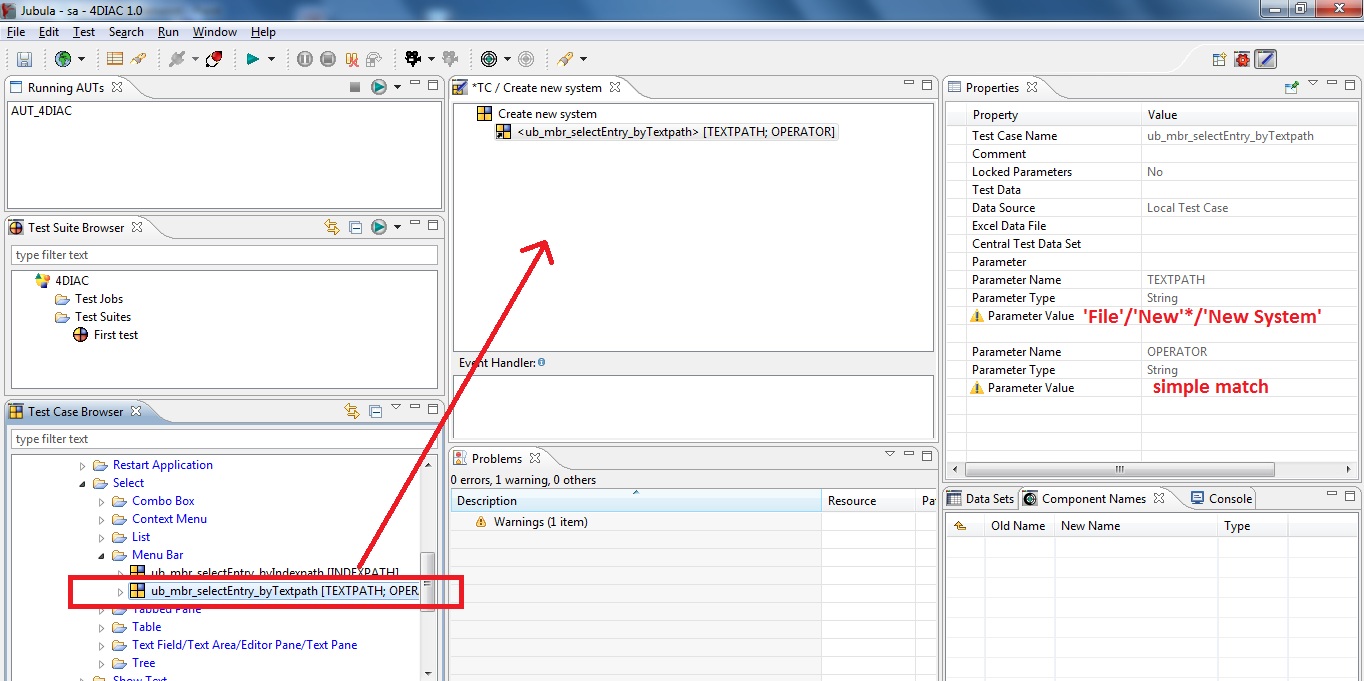 Jubula - sa - 4DIAC 1.0
File Edit Test Search Run Window Help
Running AUTs
AUT_4DIAC
Test Suite Browser
type filter text
4DIAC
Test Jobs
Test Suites
First test
Test Case Browser
type filter text
Restart Application
Select
Combo Box
Context Menu
List
Menu Bar
ub_mbr_selectEntry_byIndexpath [INDEXPATH]
ub_mbr_selectEntry_byTextpath [TEXTPATH; OPER
Tabbed Pane
Table
Text Field/Text Area/Editor Pane/Text Pane
Tree
Show Text
*TC / Create new system
Create new system
<ub_mbr_selectEntry_byTextpath> [TEXTPATH; OPERATOR]
Event Handler:
Problems
0 errors, 1 warning, 0 others
Description Resource Pa
Warnings (1 item)
Properties
Property Value
Test Case Name ub_mbr_selectEntry_byTextpath
Comment
Locked Parameters No
Test Data
Data Source Local Test Case
Excel Data File
Central Test Data Set
Parameter
Parameter Name TEXTPATH
Parameter Type String
Parameter Value 'File'/'New'*/'New System'
Parameter Name OPERATOR
Parameter Type String
Parameter Value simple match
Data Sets Component Names Console
Old Name New Name Type